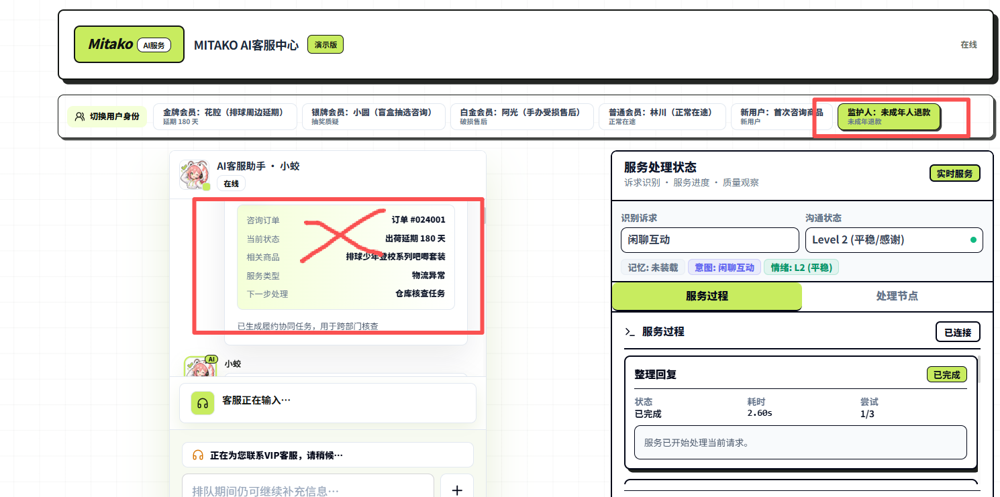 Mitako AI服务 MITAKO AI客服中心 演示版 在线
切换用户身份
金牌会员：花腔（排球周边延期）
延期 180 天
银牌会员：小圆（盲盒抽选咨询）
抽奖质疑
白金会员：阿光（手办受损售后）
破损售后
普通会员：林川（正常在途）
正常在途
新用户：首次咨询商品
新用户
监护人：未成年人退款
未成年退款
AI客服助手 · 小蛟
在线
咨询订单 订单 #024001
当前状态 出荷延期 180 天
相关商品 排球少年登校系列吧唧套装
服务类型 物流异常
下一步处理 仓库核查任务
已生成履约协同任务，用于跨部门核查
AI 小蛟
客服正在输入…
正在为您联系VIP客服，请稍候…
排队期间仍可继续补充信息…
+
服务处理状态
诉求识别 · 服务进度 · 质量观察
实时服务
识别诉求 沟通状态
闲聊互动 Level 2 (平稳/感谢)
记忆: 未装载 意图: 闲聊互动 情绪: L2 (平稳)
服务过程 处理节点
>_ 服务过程 已连接
整理回复 已完成
状态 耗时 尝试
已完成 2.60s 1/3
服务已开始处理当前请求。